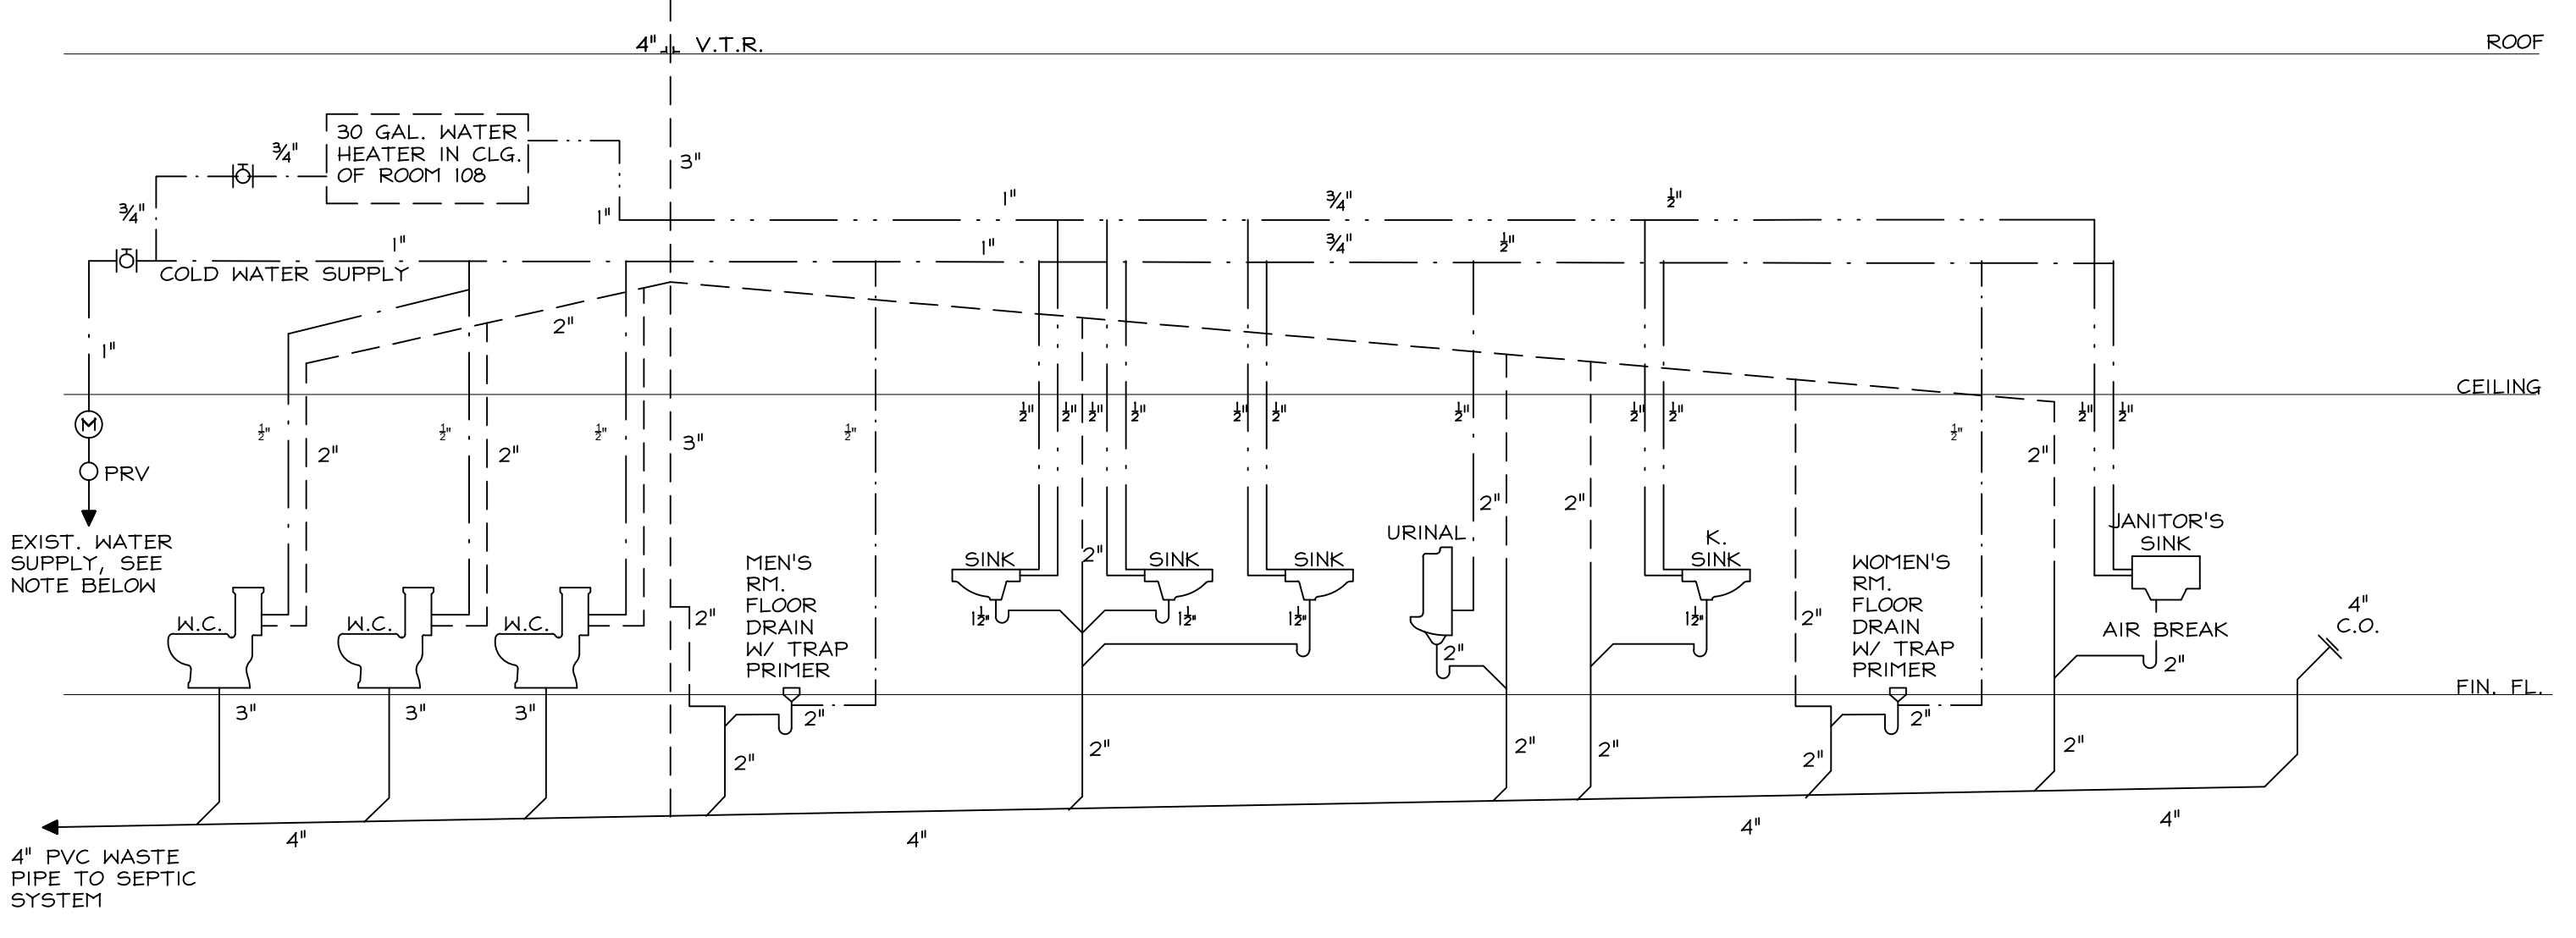 4" V.T.R.
ROOF
30 GAL. WATER
HEATER IN CLG.
OF ROOM 108
3/4"
3"
3/4"
1"
1"
3/4"
1/2"
1"
COLD WATER SUPPLY
1"
3/4"
1/2"
2"
1"
CEILING
1/2"
2"
1/2"
2"
1/2"
3"
1/2"
1/2"
1/2"
1/2"
1/2"
1/2"
1/2"
1/2"
1/2"
1/2"
1/2"
2"
1/2"
1/2"
M
PRV
2"
2"
EXIST. WATER
SUPPLY, SEE
NOTE BELOW
W.C.
W.C.
W.C.
2"
MEN'S
RM.
FLOOR
DRAIN
W/ TRAP
PRIMER
SINK
1 1/2"
2"
SINK
1 1/2"
SINK
1 1/2"
URINAL
2"
K.
SINK
1 1/2"
2"
WOMEN'S
RM.
FLOOR
DRAIN
W/ TRAP
PRIMER
JANITOR'S
SINK
AIR BREAK
2"
4"
C.O.
FIN. FL.
3"
3"
3"
2"
2"
2"
2"
2"
2"
2"
2"
4"
4"
4"
4"
4" PVC WASTE
PIPE TO SEPTIC
SYSTEM